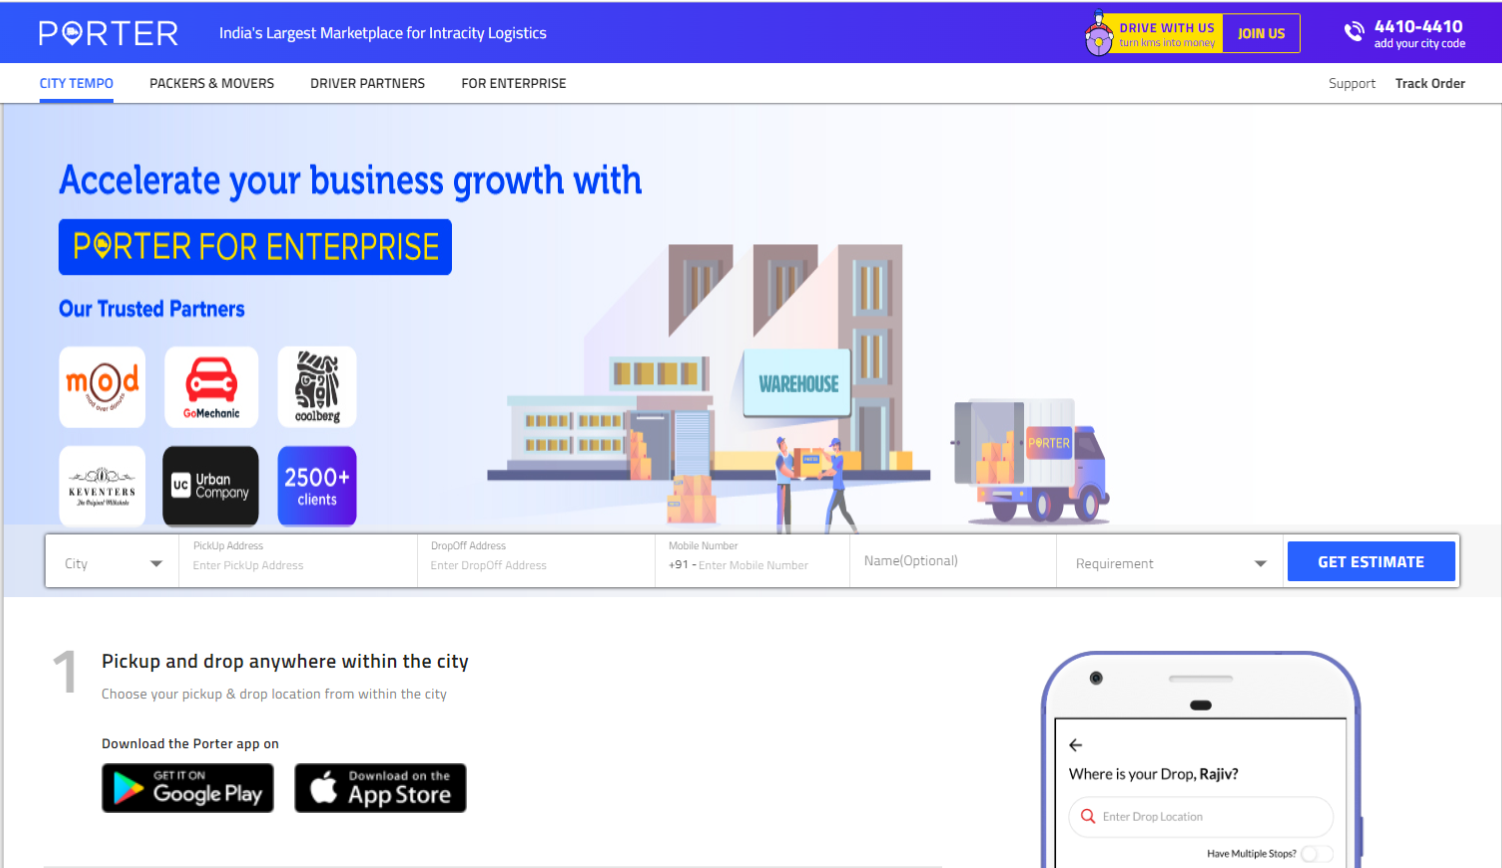 PORTER
India's Largest Marketplace for Intracity Logistics
DRIVE WITH US
turn kms into money
JOIN US
4410-4410
add your city code
CITY TEMPO
PACKERS & MOVERS
DRIVER PARTNERS
FOR ENTERPRISE
Support
Track Order
Accelerate your business growth with
PORTER FOR ENTERPRISE
Our Trusted Partners
mod
mad over donuts
GoMechanic
coolberg
KEVENTERS
The Original Milkshake
UC
Urban
Company
2500+
clients
WAREHOUSE
PORTER
City
PickUp Address
Enter PickUp Address
DropOff Address
Enter DropOff Address
Mobile Number
+91 - Enter Mobile Number
Name(Optional)
Requirement
GET ESTIMATE
1
Pickup and drop anywhere within the city
Choose your pickup & drop location from within the city
Download the Porter app on
GET IT ON
Google Play
Download on the
App Store
Where is your Drop, Rajiv?
Enter Drop Location
Have Multiple Stops?